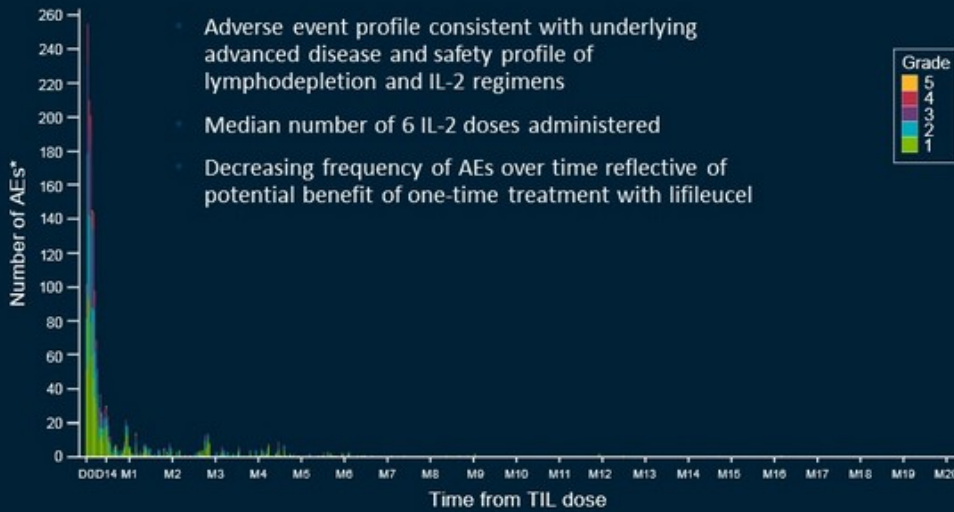 260
240
220
200
180
160
140
120
100
80
60
40
20
0
Number of AEs*
Adverse event profile consistent with underlying
advanced disease and safety profile of
lymphodepletion and IL-2 regimens
Median number of 6 IL-2 doses administered
Decreasing frequency of AEs over time reflective of
potential benefit of one-time treatment with lifileucel
Grade
5
4
3
2
1
D0D14 M1 M2 M3 M4 M5 M6 M7 M8 M9 M10 M11 M12 M13 M14 M15 M16 M17 M18 M19 M20
Time from TIL dose